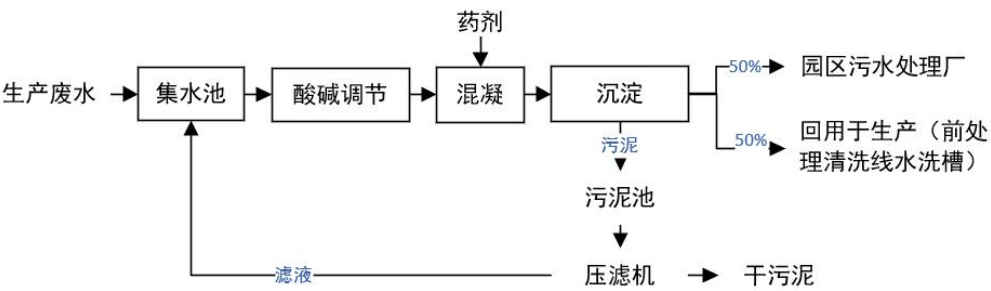 药剂
生产废水
集水池
酸碱调节
混凝
沉淀
50%
园区污水处理厂
50%
回用于生产（前处
理清洗线水洗槽）
污泥
污泥池
滤液
压滤机
干污泥